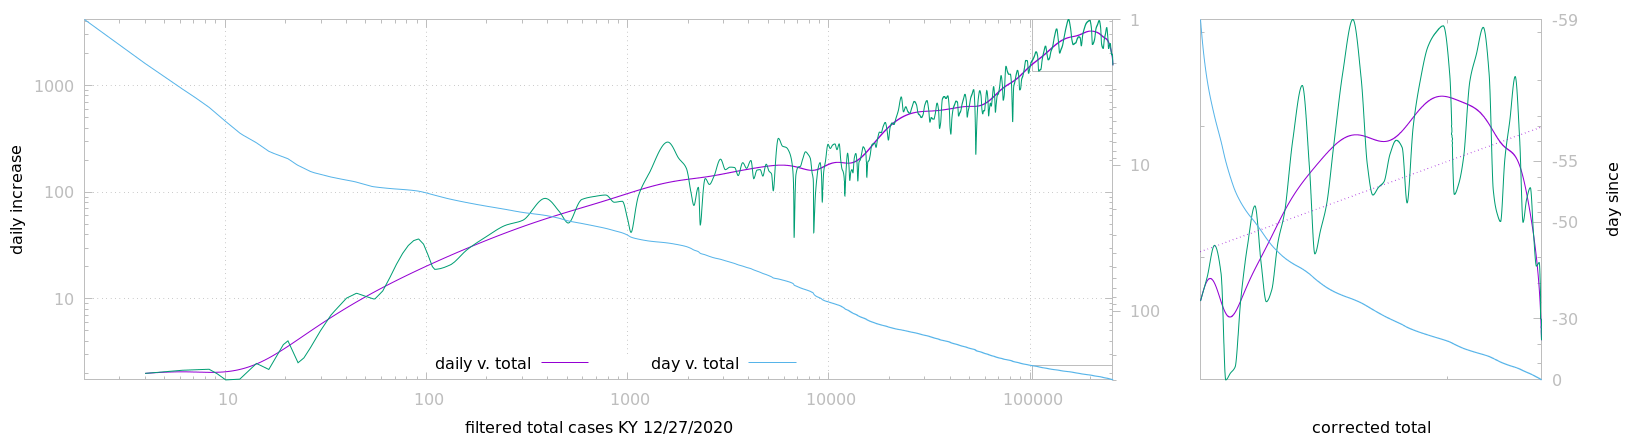 1
-59
1000
10
-55
100
-50
10
100
-30
daily v. total
day v. total
0
10
100
1000
10000
100000
filtered total cases KY 12/27/2020
corrected total
daily increase
day since